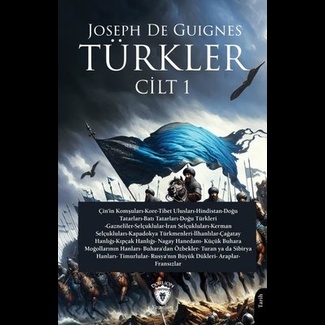 JOSEPH DE GUIGNES
TÜRKLER
CİLT 1
Çin'in Komşuları-Kore-Tibet Ulusları-Hindistan-Doğu
Tatarları-Batı Tatarları-Doğu Türkleri
-Gazneliler-Selçuklular-İran Selçukluları-Kerman
Selçukluları-Kapadokya Türkmenleri-İlhanlılar-Çağatay
Hanlığı-Kıpçak Hanlığı- Nagay Hanedanı- Küçük Buhara
Moğollarının Hanları- Buhara'dan Özbekler- Turan ya da Sibirya
Hanları- Timurlular- Rusya'nın Büyük Dükleri- Araplar-
Fransızlar
Tarih